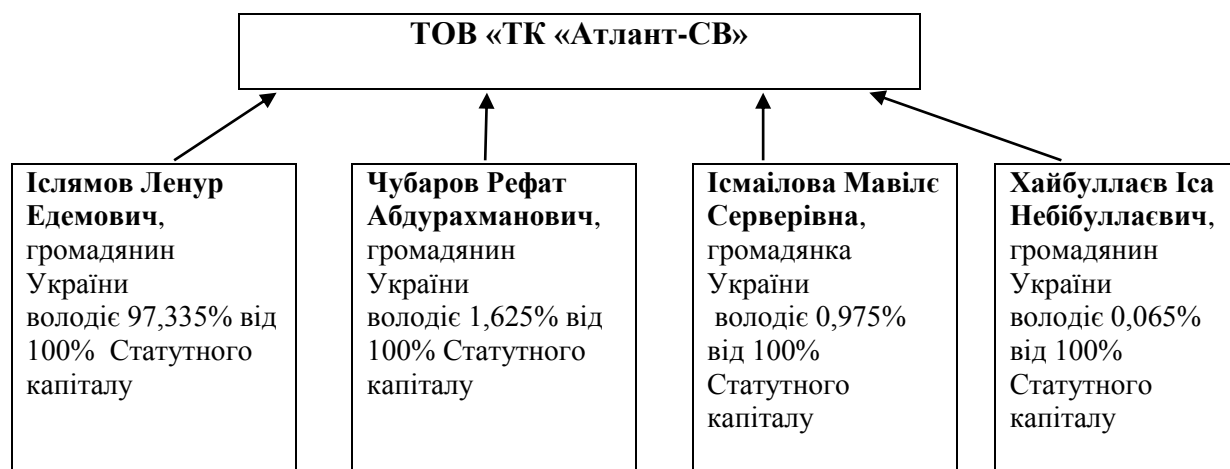 ТОВ «ТК «Атлант-СВ»
Іслямов Ленур
Едемович,
громадянин
України
володіє 97,335% від
100% Статутного
капіталу
Чубаров Рефат
Абдурахманович,
громадянин
України
володіє 1,625% від
100% Статутного
капіталу
Ісмаілова Мавілє
Серверівна,
громадянка
України
володіє 0,975%
від 100%
Статутного
капіталу
Хайбуллаєв Іса
Небібуллаєвич,
громадянин
України
володіє 0,065%
від 100%
Статутного
капіталу